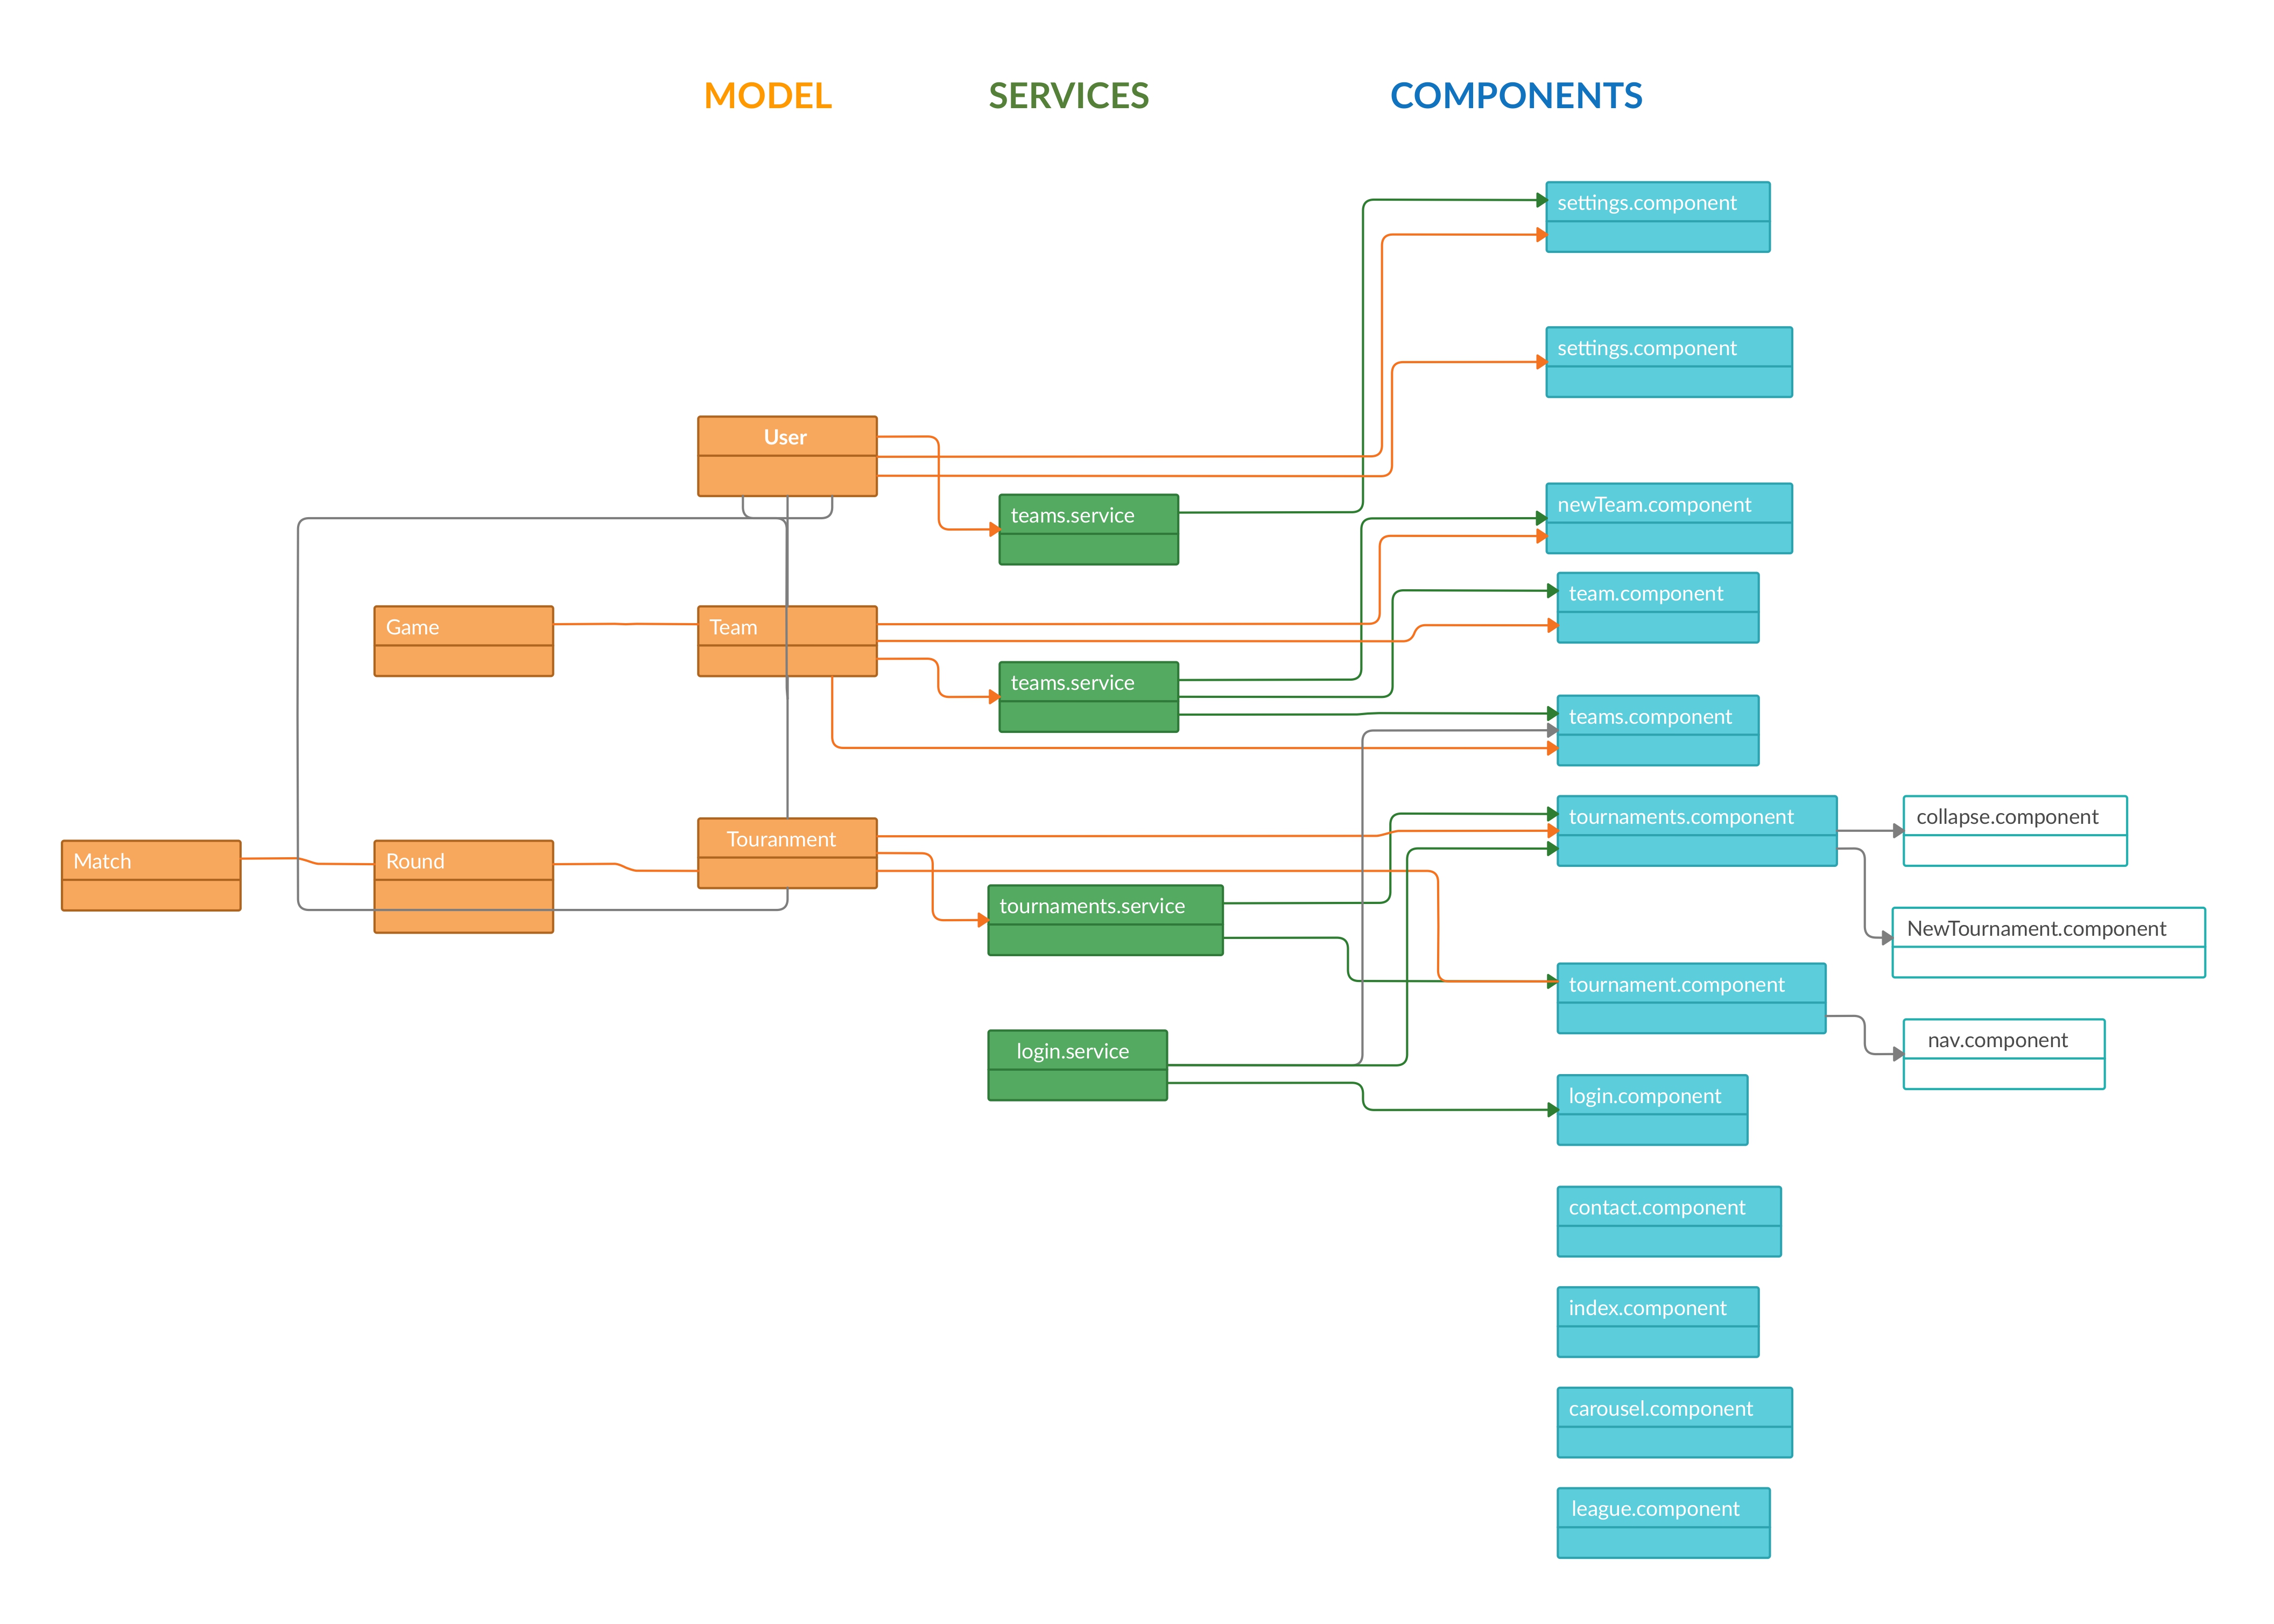 MODEL
SERVICES
COMPONENTS
settings.component
settings.component
User
teams.service
newTeam.component
Game
Team
team.component
teams.service
teams.component
Match
Round
Touranment
tournaments.component
collapse.component
tournaments.service
NewTournament.component
tournament.component
login.service
nav.component
login.component
contact.component
index.component
carousel.component
league.component